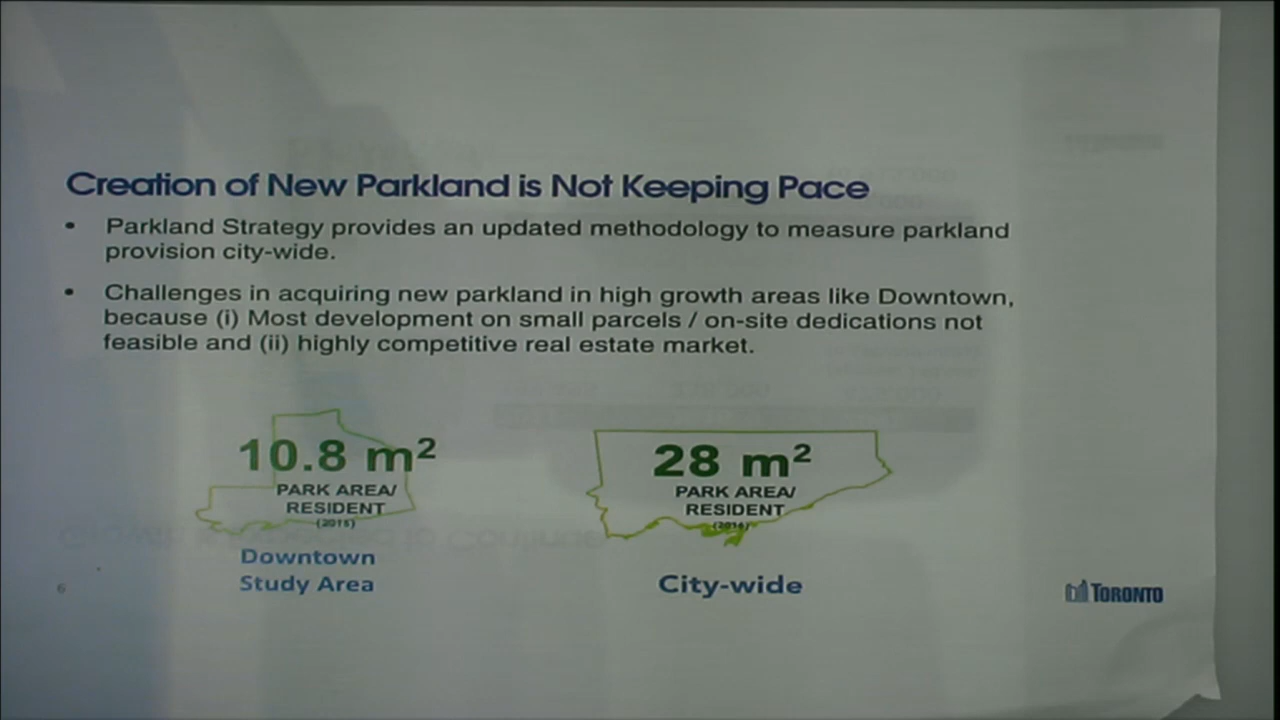 Creation of New Parkland is Not Keeping Pace
• Parkland Strategy provides an updated methodology to measure parkland
provision city-wide.
• Challenges in acquiring new parkland in high growth areas like Downtown,
because (i) Most development on small parcels / on-site dedications not
feasible and (ii) highly competitive real estate market.
10.8 m²
PARK AREA/
RESIDENT
(2015)
Downtown
Study Area
28 m²
PARK AREA/
RESIDENT
(2016)
City-wide
6
TORONTO